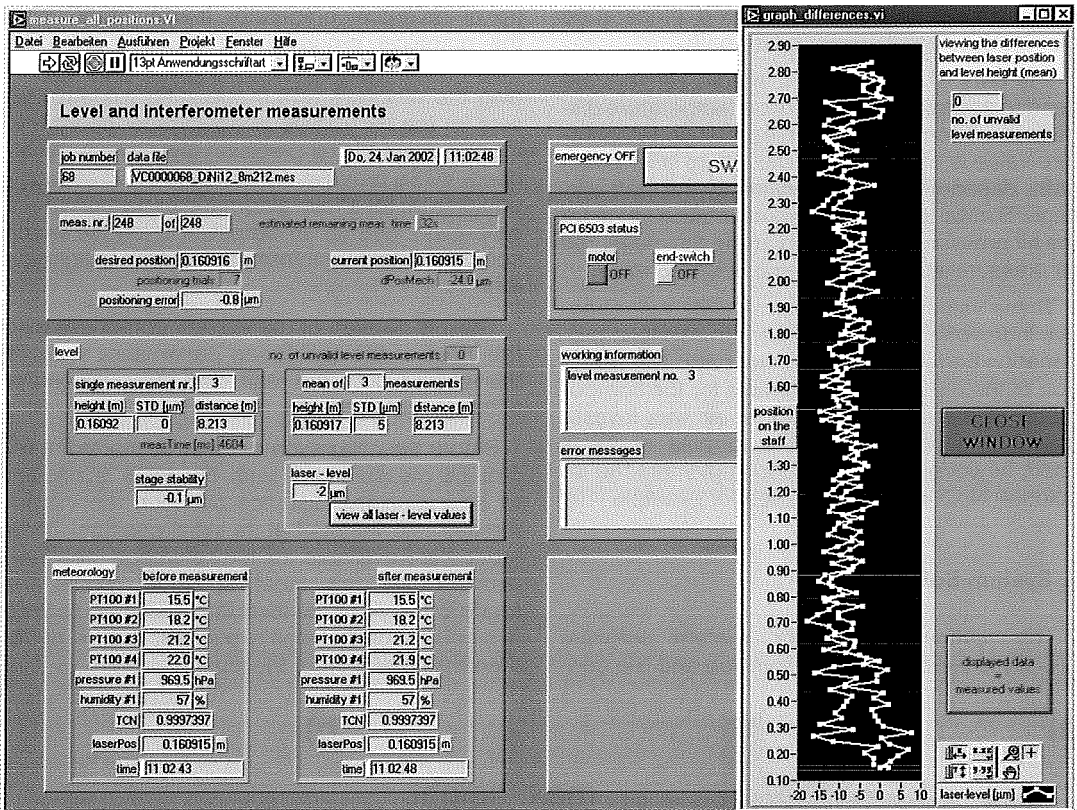 measure_all_positions.VI
Datei Bearbeiten Ausführen Projekt Fenster Hilfe
13pt Anwendungsschriftart
Level and interferometer measurements
job number data file Do, 24. Jan 2002 11:02:48
68 VC0000068_DiNi12_8m212.mes
emergency OFF SW
meas. nr. 248 of 248 estimated remaining meas. time 32s
desired position 0.160916 m current position 0.160915 m
positioning trials 7 dPosMech -24.0 µm
positioning error -0.8 µm
PCI 6503 status
motor end-switch
OFF OFF
level no. of unvalid level measurements 0
single measurement nr. 3 mean of 3 measurements
height [m] STD [µm] distance [m] height [m] STD [µm] distance [m]
0.16092 0 8.213 0.160917 5 8.213
measTime [ms] 4604
stage stability laser - level
-0.1 µm -2 µm
view all laser - level values
working information
level measurement no. 3
error messages
meteorology before measurement after measurement
PT100 #1 15.5 °C PT100 #1 15.5 °C
PT100 #2 18.2 °C PT100 #2 18.2 °C
PT100 #3 21.2 °C PT100 #3 21.2 °C
PT100 #4 22.0 °C PT100 #4 21.9 °C
pressure #1 969.5 hPa pressure #1 969.5 hPa
humidity #1 57 % humidity #1 57 %
TCN 0.9997397 TCN 0.9997397
laserPos 0.160915 m laserPos 0.160915 m
time 11 02 43 time 11 02 48
graph_differences.vi
viewing the differences
between laser position
and level height (mean)
0
no. of unvalid
level measurements
2.90
2.80
2.70
2.60
2.50
2.40
2.30
2.20
2.10
2.00
1.90
1.80
1.70
1.60
position
on the
staff
1.30
1.20
1.10
1.00
0.90
0.80
0.70
0.60
0.50
0.40
0.30
0.20
0.10
-20 -15 -10 -5 0 5 10
CLOSE
WINDOW
displayed data
=
measured values
laser-level [µm]